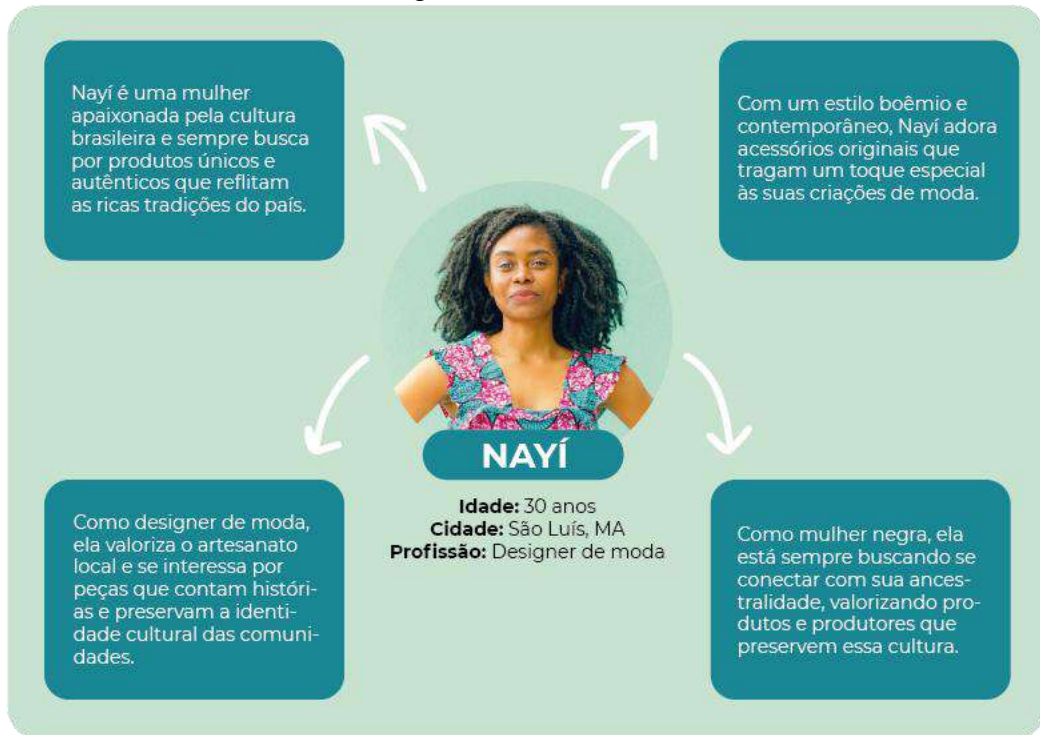 Nayí é uma mulher
apaixonada pela cultura
brasileira e sempre busca
por produtos únicos e
autênticos que reflitam
as ricas tradições do país.
Com um estilo boêmio e
contemporâneo, Nayí adora
acessórios originais que
tragam um toque especial
às suas criações de moda.
NAYÍ
Idade: 30 anos
Cidade: São Luís, MA
Profissão: Designer de moda
Como designer de moda,
ela valoriza o artesanato
local e se interessa por
peças que contam históri-
as e preservam a identi-
dade cultural das comuni-
dades.
Como mulher negra, ela
está sempre buscando se
conectar com sua ances-
tralidade, valorizando pro-
dutos e produtores que
preservem essa cultura.